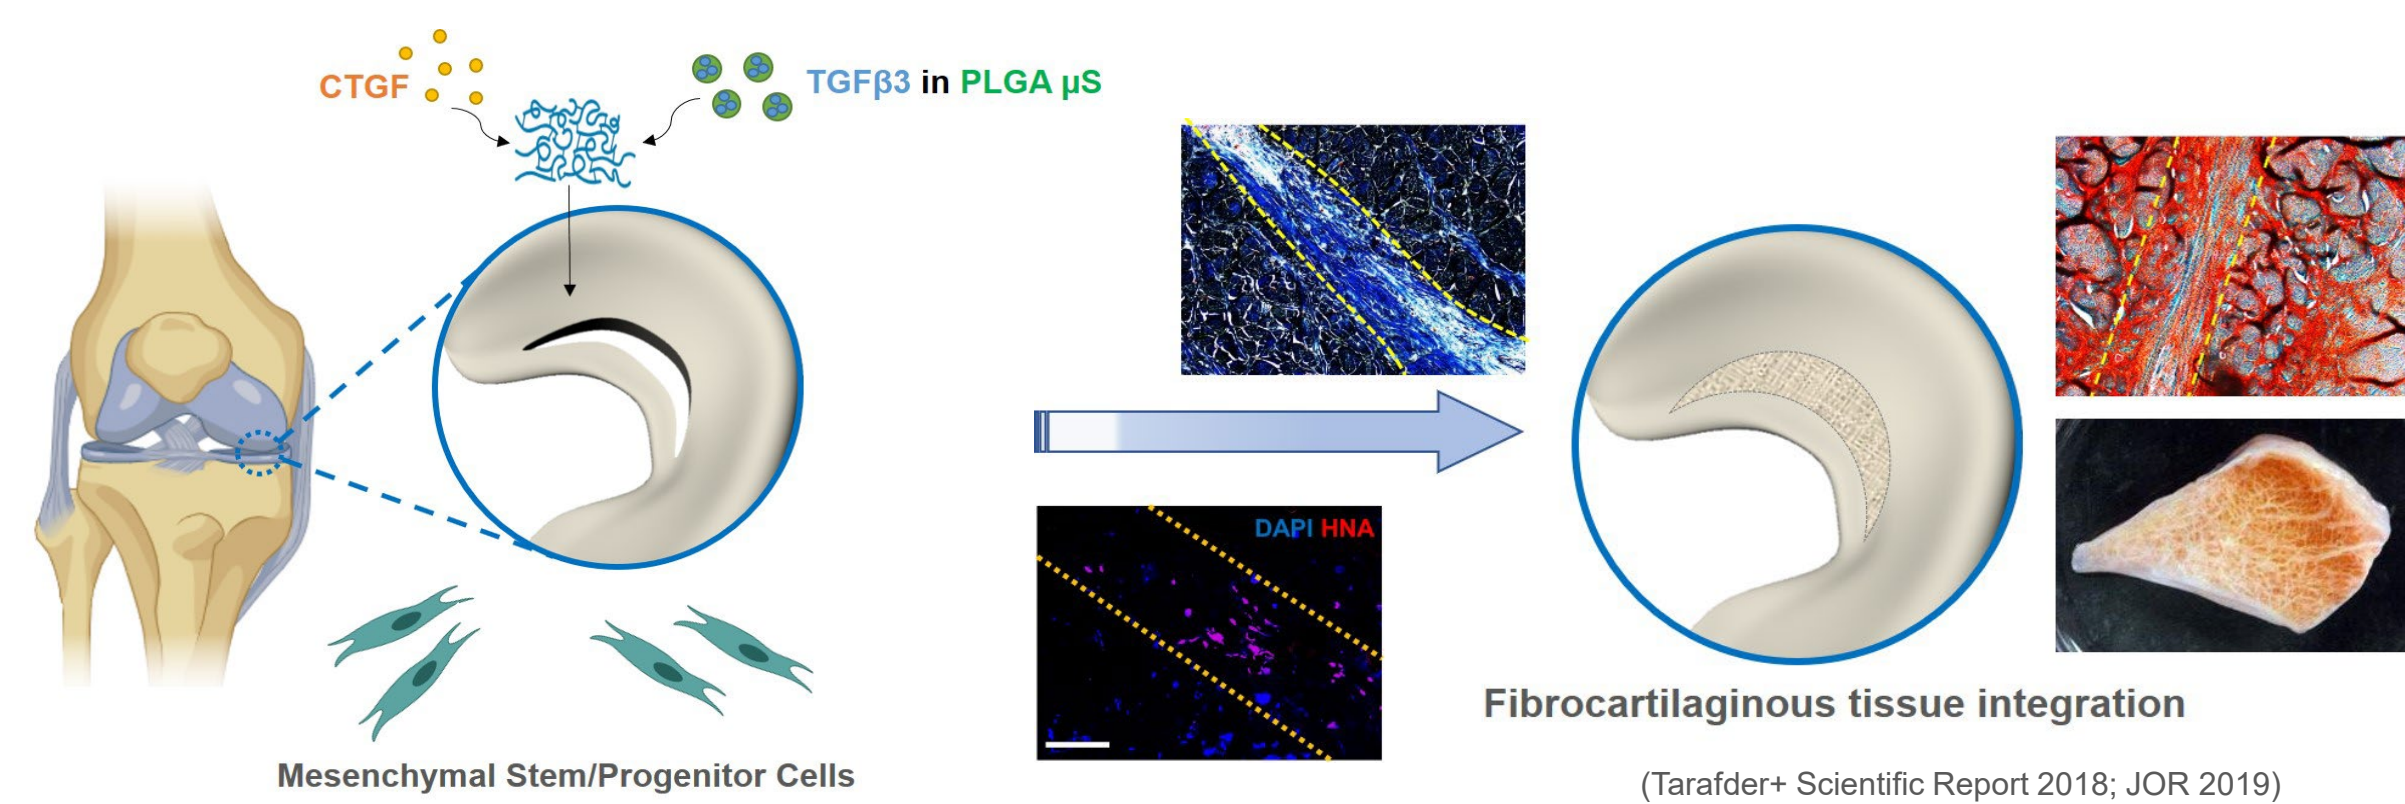 CTGF
TGFβ3 in PLGA µS
DAPI HNA
Fibrocartilaginous tissue integration
Mesenchymal Stem/Progenitor Cells
(Tarafder+ Scientific Report 2018; JOR 2019)